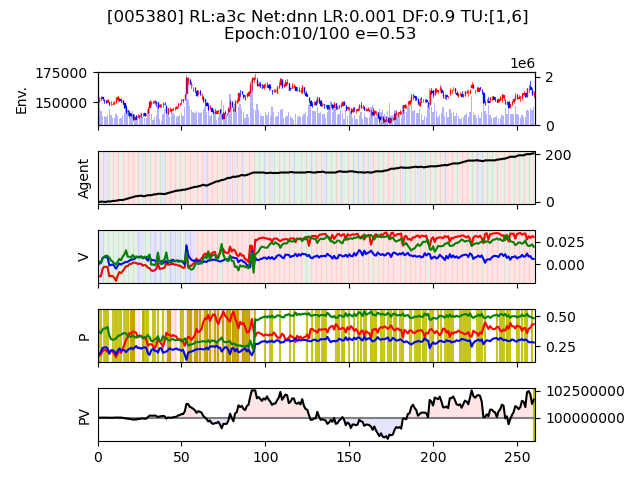 [005380] RL:a3c Net:dnn LR:0.001 DF:0.9 TU:[1,6]
Epoch:010/100 e=0.53
1e6
175000
150000
Env.
2
0
Agent
200
0
V
0.025
0.000
P
0.50
0.25
PV
102500000
100000000
0 50 100 150 200 250